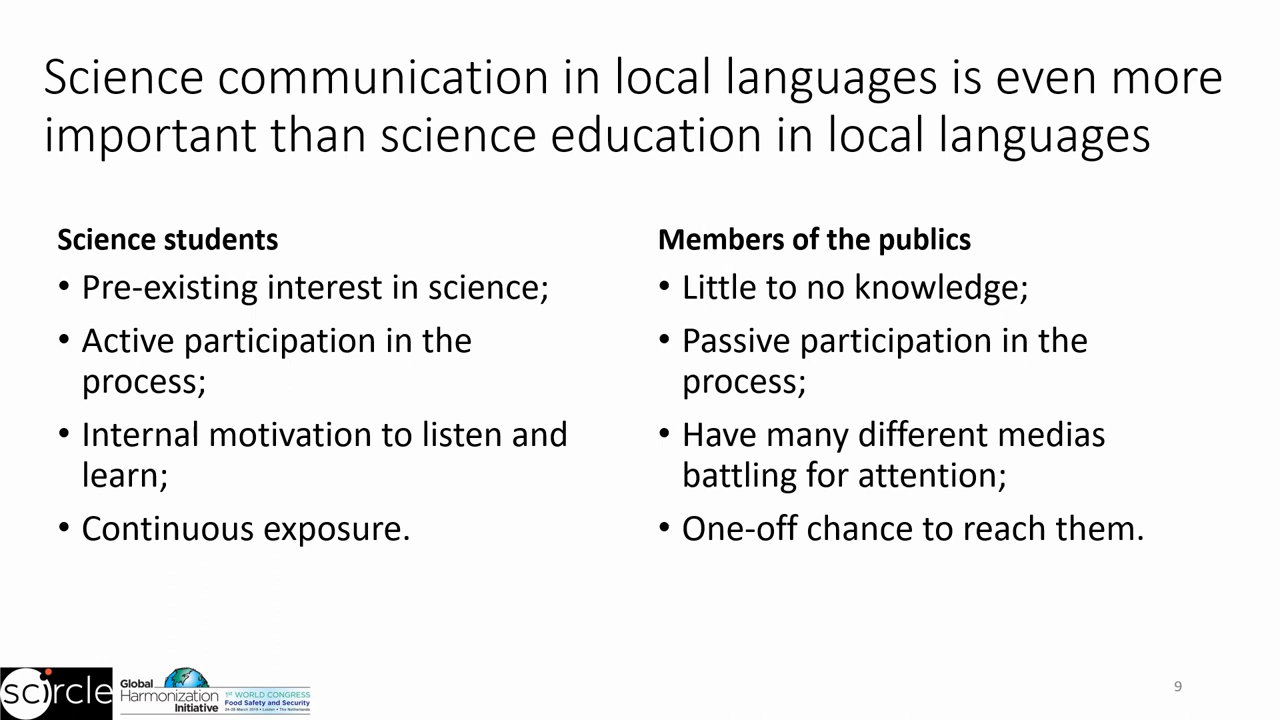 Science communication in local languages is even more
important than science education in local languages
Science students
• Pre-existing interest in science;
• Active participation in the
process;
• Internal motivation to listen and
learn;
• Continuous exposure.
Members of the publics
• Little to no knowledge;
• Passive participation in the
process;
• Have many different medias
battling for attention;
• One-off chance to reach them.
scircle
Global
Harmonization
Initiative
1ST WORLD CONGRESS
Food Safety and Security
9